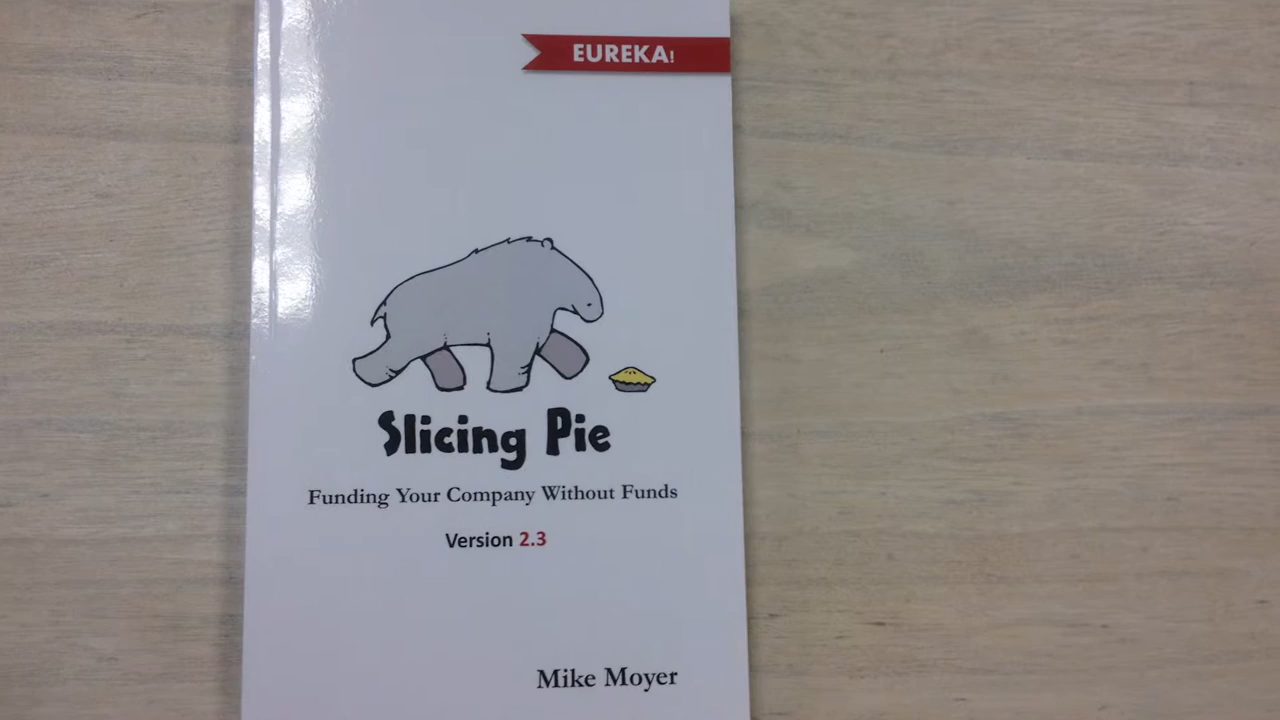 EUREKA!
Slicing Pie
Funding Your Company Without Funds
Version 2.3
Mike Moyer